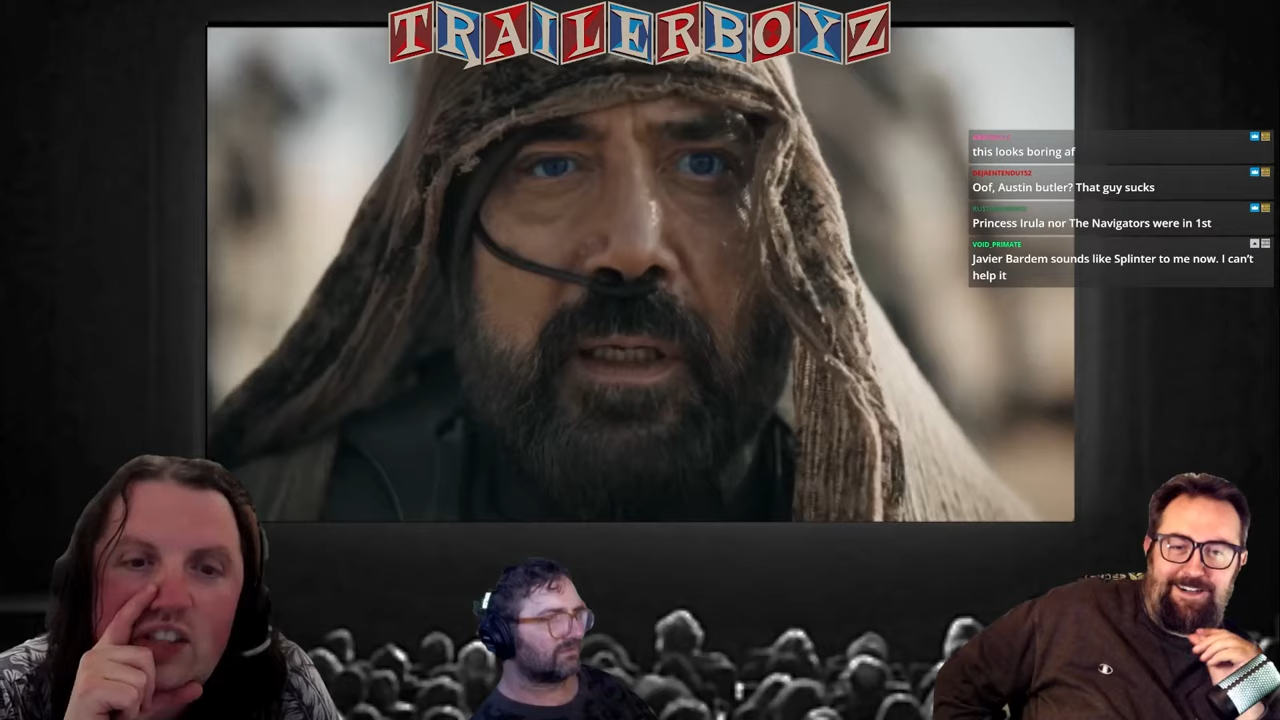 TRAILERBOYZ
this looks boring af
DEJAENTENDU152
Oof, Austin butler? That guy sucks
Princess Irula nor The Navigators were in 1st
VOID_PRIMATE
Javier Bardem sounds like Splinter to me now. I can't
help it